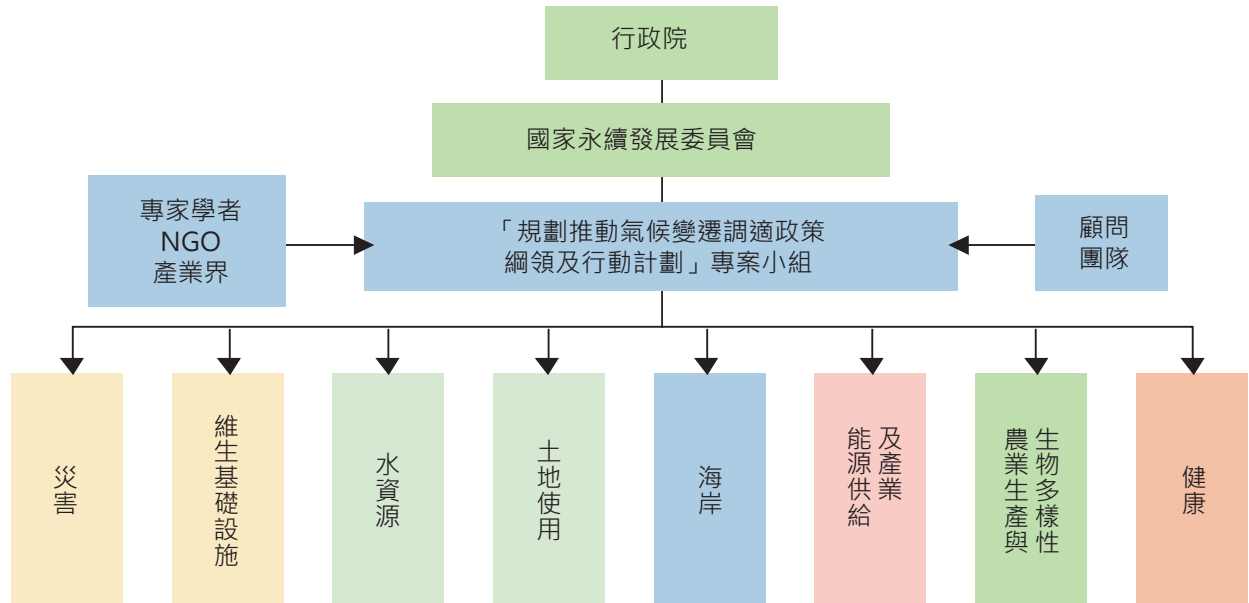 行政院
國家永續發展委員會
專家學者
NGO
產業界
「規劃推動氣候變遷調適政策
綱領及行動計劃」專案小組
顧問
團隊
災害
維生基礎設施
水資源
土地使用
海岸
能源供給
及產業
農業生產與
生物多樣性
健康